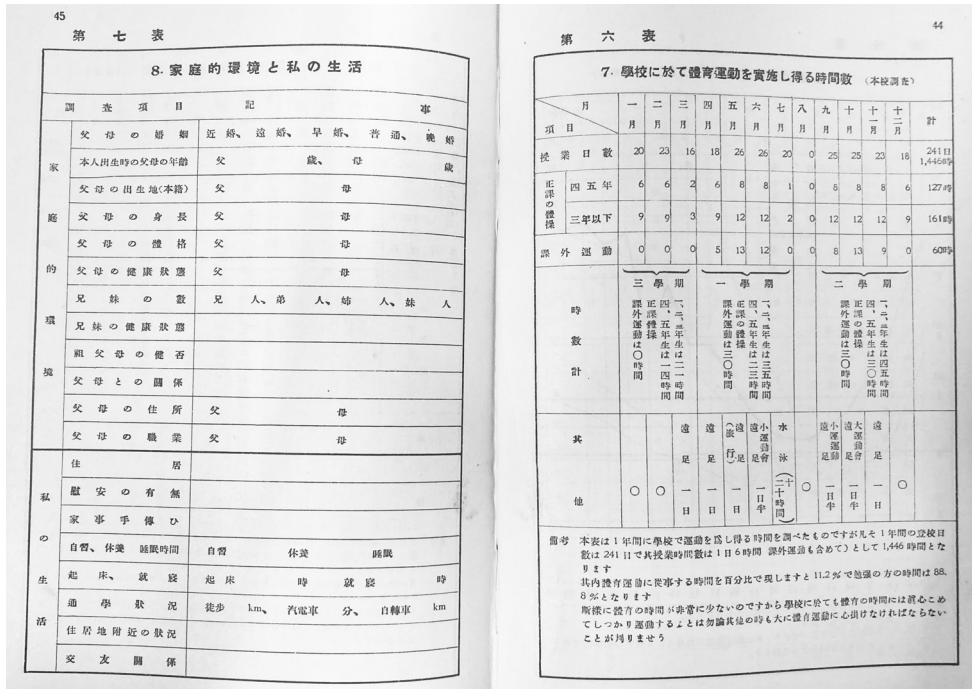 44
第六表
7. 學校に於て體育運動を實施し得る時間數 (本校調査)
月 一月 二月 三月 四月 五月 六月 七月 八月 九月 十月 十一月 十二月 計
項目
授業日數 20 23 16 18 26 26 20 0 25 25 23 18 241日 1,446時
正課の體操
四五年 6 6 2 6 8 8 1 0 8 8 8 6 127時
三年以下 9 9 3 9 12 12 2 0 12 12 12 9 161時
課外運動 0 0 0 5 13 12 0 0 8 13 9 0 60時
時數計
三學期
一、二、三年生は二一時間
四、五年生は一四時間
正課體操
課外運動は〇時間
一學期
一、二、三年生は三五時間
四、五年生は二三時間
正課の體操
課外運動は三〇時間
二學期
一、二、三年生は四五時間
四、五年生は三〇時間
正課の體操
課外運動は三〇時間
其他
〇
〇
遠足 一日
遠足 一日
遠足 (旅行) 一日
小運動會 遠足 一日半
水泳 (二十時間)
〇
小運動 遠足 一日半
大運動會 遠足 一日半
遠足 一日
〇
備考 本表は1年間に學校で運動を爲し得る時間を調べたものですが凡そ1年間の登校日
數は241日で其授業時間數は1日6時間 課外運動も含めて)として1,446時間とな
ります
其内體育運動に從事する時間を百分比で現しますと11.2%で勉强の方の時間は88.
8%となります
斯樣に體育の時間が非常に少ないのですから學校に於ても體育の時間には眞心こめ
てしつかり運動することは勿論其他の時も大に體育運動に心掛けなければならない
ことが判りませう
45
第七表
8. 家庭的環境と私の生活
調査項目 記事
家庭的環境
父母の婚姻 近婚、遠婚、早婚、普通、晩婚
本人出生時の父母の年齡 父 歲、母 歲
父母の出生地(本籍) 父 母
父母の身長 父 母
父母の體格 父 母
父母の健康狀態 父 母
兄妹の數 兄 人、弟 人、姉 人、妹 人
兄妹の健康狀態
祖父母の健否
父母との關係
父母の住所 父 母
父母の職業 父 母
私の生活
住居
慰安の有無
家事手傳ひ
自習、休養 睡眠時間 自習 休養 睡眠
起床、就寢 起床 時 就寢 時
通學狀況 徒步 km、汽電車 分、自轉車 km
住居地附近の狀況
交友關係